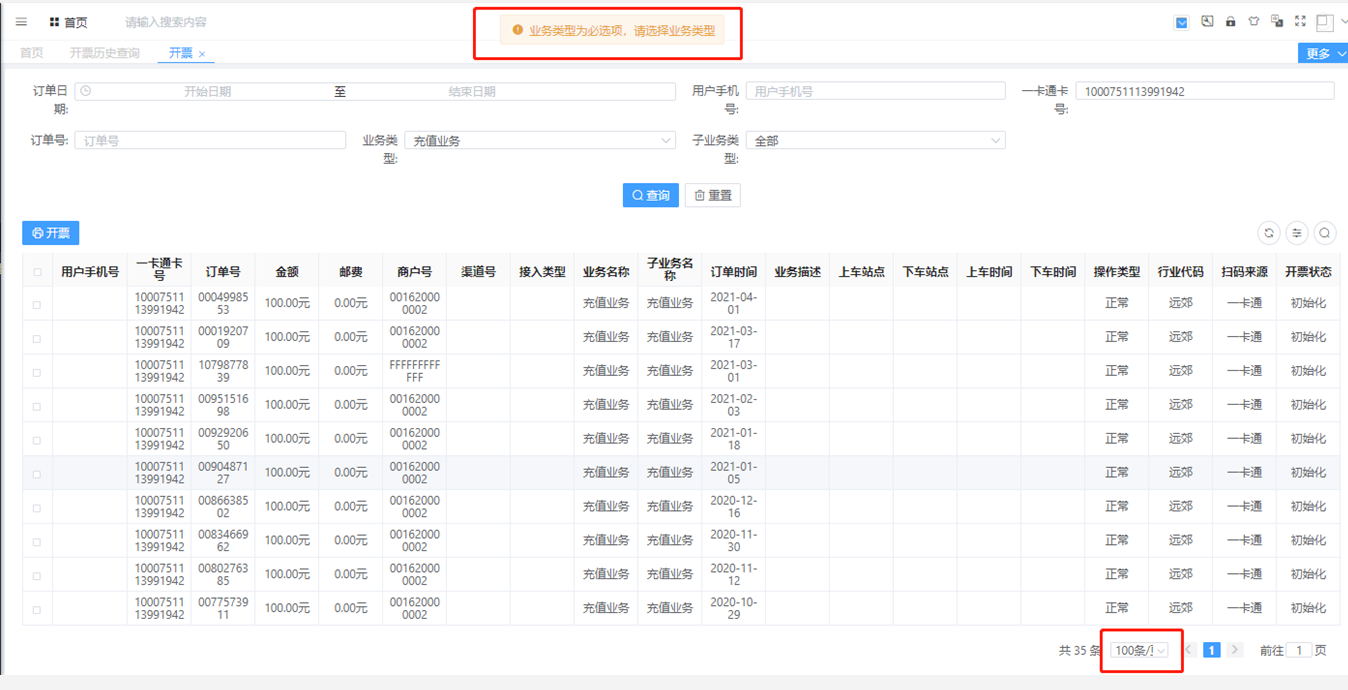 首页 请输入搜索内容
业务类型为必选项，请选择业务类型
首页 开票历史查询 开票 ×
更多
订单日期: 开始日期 至 结束日期
用户手机号: 用户手机号
一卡通卡号: 1000751113991942
订单号: 订单号
业务类型: 充值业务
子业务类型: 全部
查询 重置
开票
用户手机号 一卡通卡号 订单号 金额 邮费 商户号 渠道号 接入类型 业务名称 子业务名称 订单时间 业务描述 上车站点 下车站点 上车时间 下车时间 操作类型 行业代码 扫码来源 开票状态
1000751113991942 0004998553 100.00元 0.00元 001620000002 充值业务 充值业务 2021-04-01 正常 远郊 一卡通 初始化
1000751113991942 0001920709 100.00元 0.00元 001620000002 充值业务 充值业务 2021-03-17 正常 远郊 一卡通 初始化
1000751113991942 1079877839 100.00元 0.00元 FFFFFFFFFFFF 充值业务 充值业务 2021-03-01 正常 远郊 一卡通 初始化
1000751113991942 0095151698 100.00元 0.00元 001620000002 充值业务 充值业务 2021-02-03 正常 远郊 一卡通 初始化
1000751113991942 0092920650 100.00元 0.00元 001620000002 充值业务 充值业务 2021-01-18 正常 远郊 一卡通 初始化
1000751113991942 0090487127 100.00元 0.00元 001620000002 充值业务 充值业务 2021-01-05 正常 远郊 一卡通 初始化
1000751113991942 0086638502 100.00元 0.00元 001620000002 充值业务 充值业务 2020-12-16 正常 远郊 一卡通 初始化
1000751113991942 0083466962 100.00元 0.00元 001620000002 充值业务 充值业务 2020-11-30 正常 远郊 一卡通 初始化
1000751113991942 0080276385 100.00元 0.00元 001620000002 充值业务 充值业务 2020-11-12 正常 远郊 一卡通 初始化
1000751113991942 0077573911 100.00元 0.00元 001620000002 充值业务 充值业务 2020-10-29 正常 远郊 一卡通 初始化
共 35 条 100条/ 1 前往 1 页